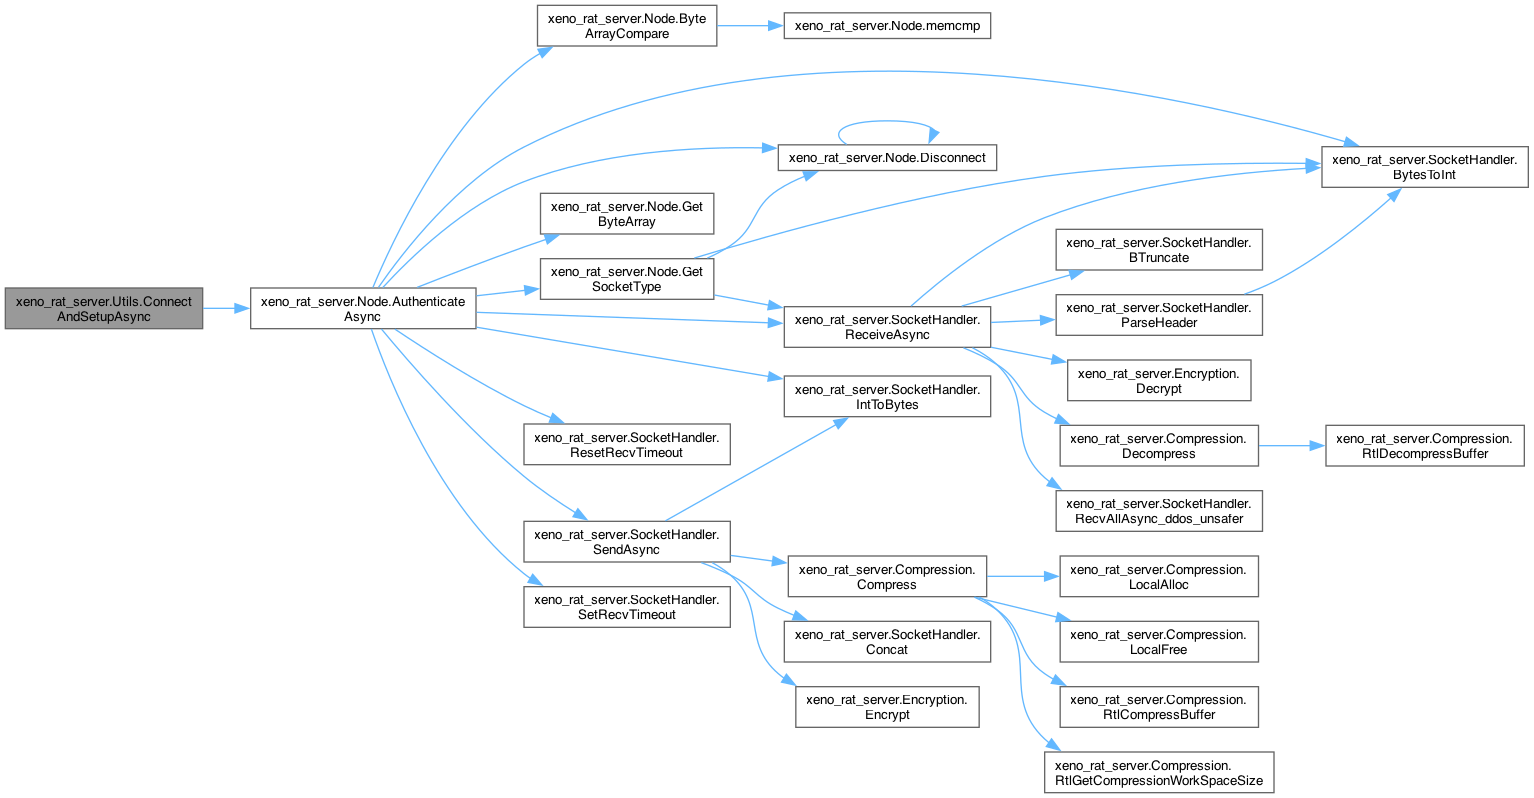 xeno_rat_server.Node.Byte
ArrayCompare
xeno_rat_server.Node.memcmp
xeno_rat_server.Node.Disconnect
xeno_rat_server.SocketHandler.
BytesToInt
xeno_rat_server.Node.Get
ByteArray
xeno_rat_server.SocketHandler.
BTruncate
xeno_rat_server.Node.Get
SocketType
xeno_rat_server.Utils.Connect
AndSetupAsync
xeno_rat_server.Node.Authenticate
Async
xeno_rat_server.SocketHandler.
ReceiveAsync
xeno_rat_server.SocketHandler.
ParseHeader
xeno_rat_server.Encryption.
Decrypt
xeno_rat_server.SocketHandler.
IntToBytes
xeno_rat_server.SocketHandler.
ResetRecvTimeout
xeno_rat_server.Compression.
Decompress
xeno_rat_server.Compression.
RtlDecompressBuffer
xeno_rat_server.SocketHandler.
RecvAllAsync_ddos_unsafer
xeno_rat_server.SocketHandler.
SendAsync
xeno_rat_server.Compression.
Compress
xeno_rat_server.Compression.
LocalAlloc
xeno_rat_server.SocketHandler.
SetRecvTimeout
xeno_rat_server.SocketHandler.
Concat
xeno_rat_server.Compression.
LocalFree
xeno_rat_server.Encryption.
Encrypt
xeno_rat_server.Compression.
RtlCompressBuffer
xeno_rat_server.Compression.
RtlGetCompressionWorkSpaceSize